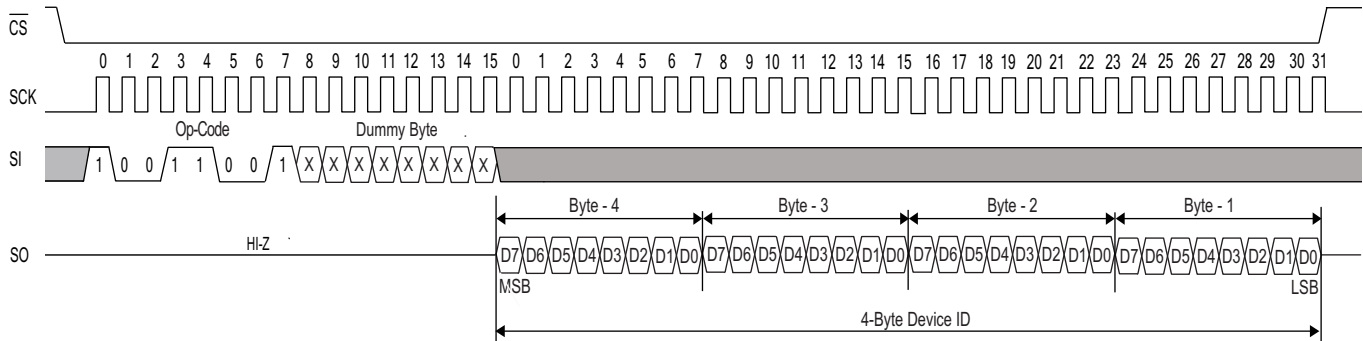 CS
0 1 2 3 4 5 6 7 8 9 10 11 12 13 14 15 0 1 2 3 4 5 6 7 8 9 10 11 12 13 14 15 16 17 18 19 20 21 22 23 24 25 26 27 28 29 30 31
SCK
Op-Code Dummy Byte
SI 1 0 0 1 1 0 0 1 X X X X X X X X
Byte - 4 Byte - 3 Byte - 2 Byte - 1
HI-Z
SO D7 D6 D5 D4 D3 D2 D1 D0 D7 D6 D5 D4 D3 D2 D1 D0 D7 D6 D5 D4 D3 D2 D1 D0 D7 D6 D5 D4 D3 D2 D1 D0
MSB LSB
4-Byte Device ID